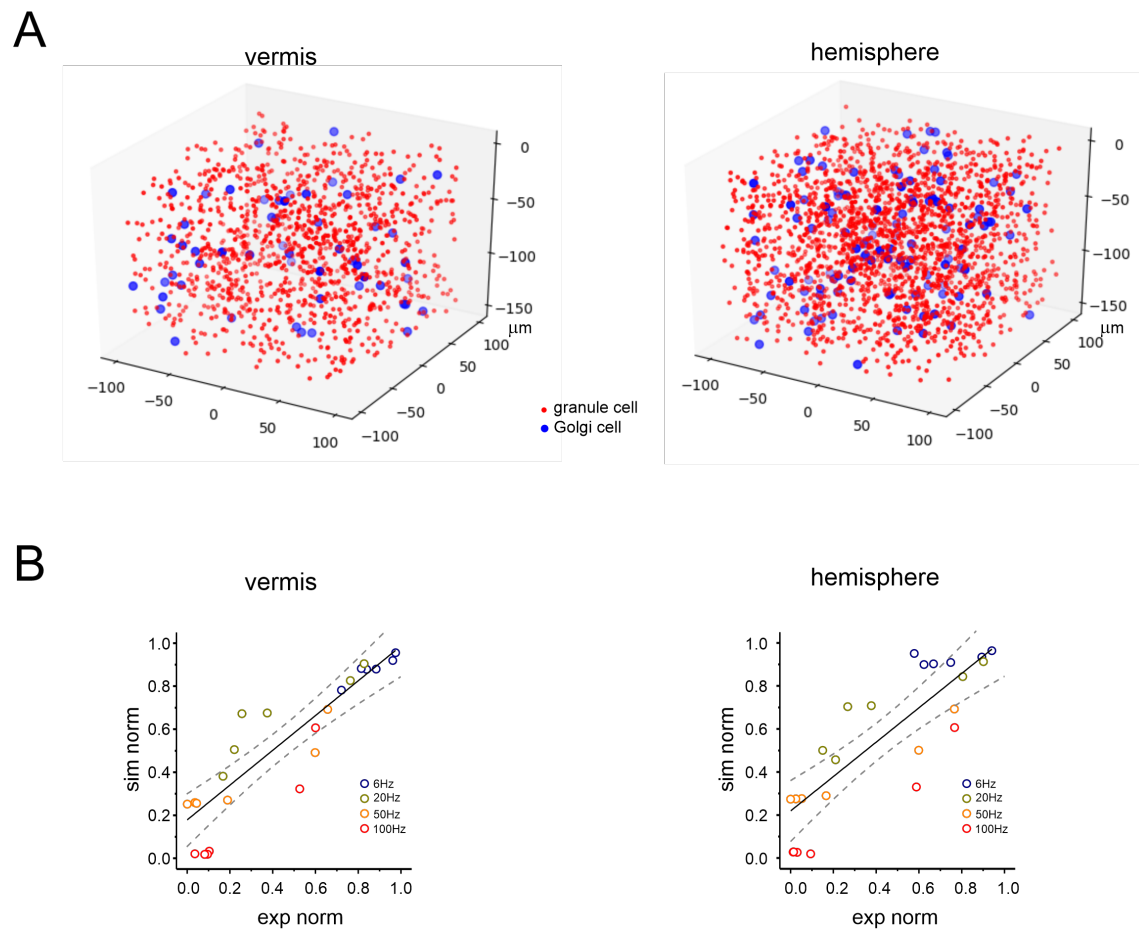 A
vermis
hemisphere
0
−50
−100
−150
μm
100
50
0
−50
−100
−100
−50
0
50
100
0
−50
−100
−150
μm
100
50
0
−50
−100
−100
−50
0
50
100
granule cell
Golgi cell
B
vermis
hemisphere
sim norm
1.0
0.8
0.6
0.4
0.2
0.0
6Hz
20Hz
50Hz
100Hz
0.0 0.2 0.4 0.6 0.8 1.0
exp norm
sim norm
1.0
0.8
0.6
0.4
0.2
0.0
6Hz
20Hz
50Hz
100Hz
0.0 0.2 0.4 0.6 0.8 1.0
exp norm